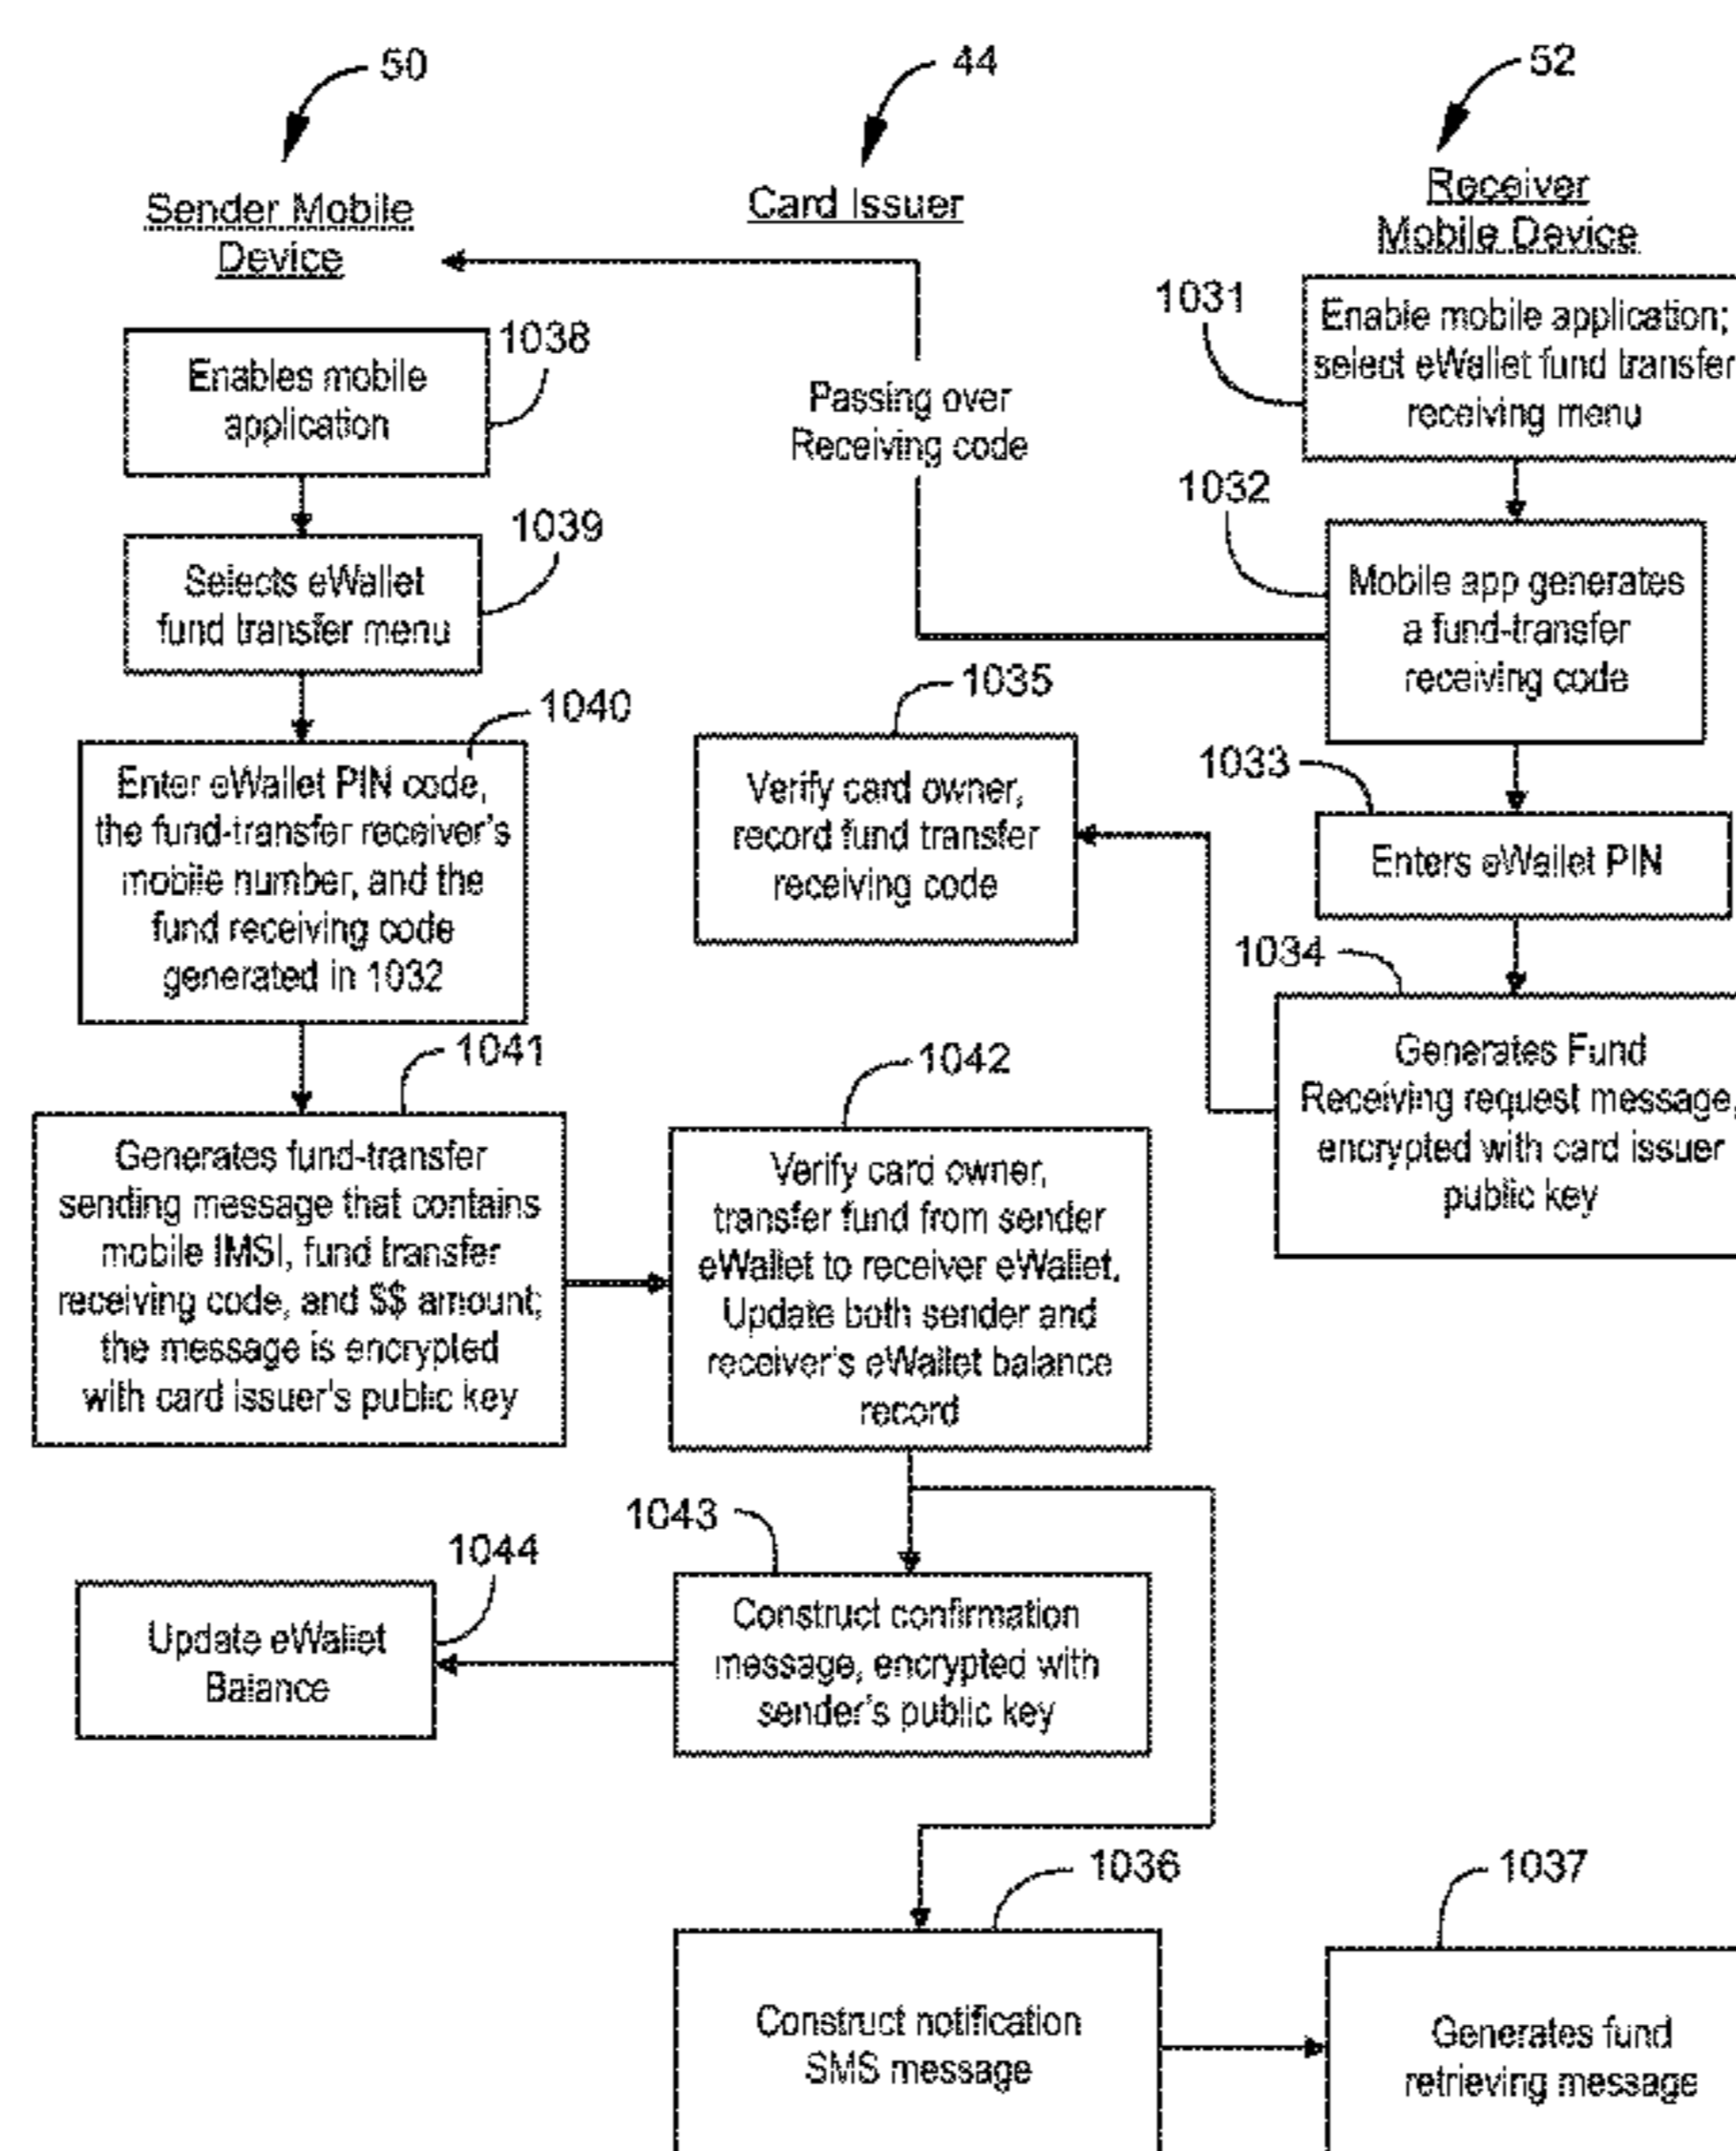 50
44
52
Sender Mobile
Device
Card Issuer
Receiver
Mobile Device
1038
Enables mobile
application
1039
Selects eWallet
fund transfer menu
1040
Enter eWallet PIN code,
the fund-transfer receiver's
mobile number, and the
fund receiving code
generated in 1032
1041
Generates fund-transfer
sending message that contains
mobile IMSI, fund transfer
receiving code, and $$ amount;
the message is encrypted
with card issuer's public key
Passing over
Receiving code
1031
Enable mobile application;
select eWallet fund transfer
receiving menu
1032
Mobile app generates
a fund-transfer
receiving code
1033
Enters eWallet PIN
1034
Generates Fund
Receiving request message,
encrypted with card issuer
public key
1035
Verify card owner,
record fund transfer
receiving code
1042
Verify card owner,
transfer fund from sender
eWallet to receiver eWallet.
Update both sender and
receiver's eWallet balance
record
1043
Construct confirmation
message, encrypted with
sender's public key
1044
Update eWallet
Balance
1036
Construct notification
SMS message
1037
Generates fund
retrieving message